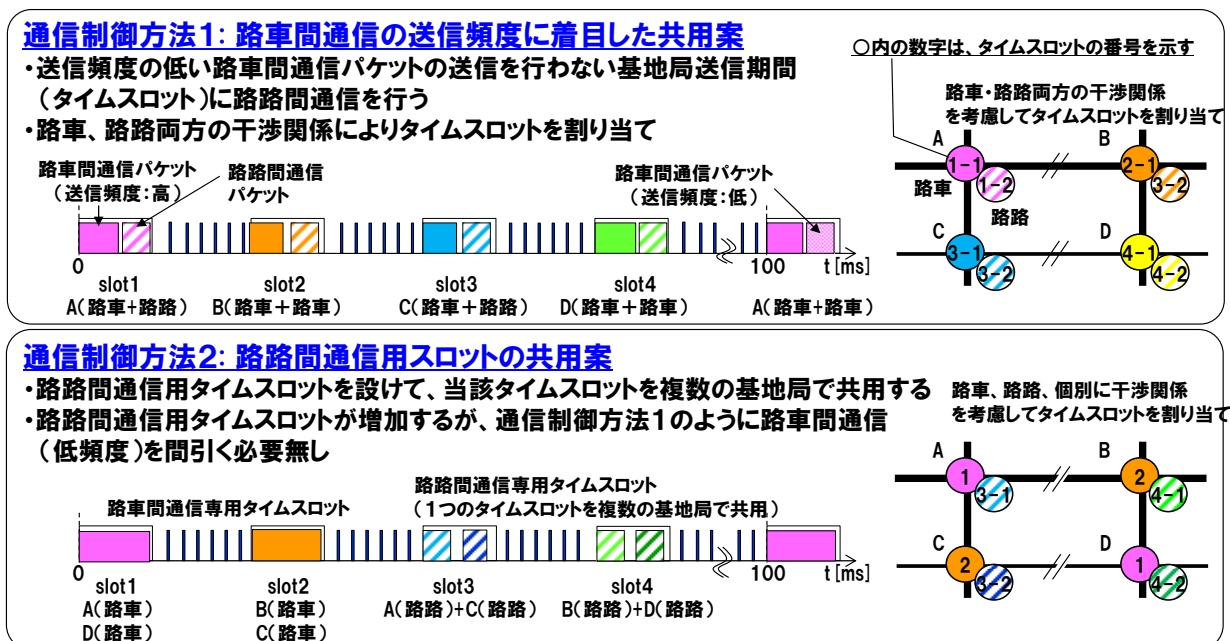 通信制御方法1: 路車間通信の送信頻度に着目した共用案
・送信頻度の低い路車間通信パケットの送信を行わない基地局送信期間
（タイムスロット）に路路間通信を行う
・路車、路路両方の干渉関係によりタイムスロットを割り当て
○内の数字は、タイムスロットの番号を示す
路車・路路両方の干渉関係
を考慮してタイムスロットを割り当て
路車間通信パケット
（送信頻度：高）
路路間通信
パケット
路車間通信パケット
（送信頻度：低）
0
100
t[ms]
slot1
A（路車+路路）
slot2
B（路車＋路車）
slot3
C（路車＋路路）
slot4
D（路車＋路車）
A（路車＋路車）
A
B
1-1
2-1
路車
1-2
3-2
路路
C
D
3-1
4-1
3-2
4-2
通信制御方法2: 路路間通信用スロットの共用案
・路路間通信用タイムスロットを設けて、当該タイムスロットを複数の基地局で共用する
・路路間通信用タイムスロットが増加するが、通信制御方法1のように路車間通信
（低頻度）を間引く必要無し
路車、路路、個別に干渉関係
を考慮してタイムスロットを割り当て
路車間通信専用タイムスロット
路路間通信専用タイムスロット
（1つのタイムスロットを複数の基地局で共用）
0
100
t[ms]
slot1
A（路車）
D（路車）
slot2
B（路車）
C（路車）
slot3
A（路路）+C（路路）
slot4
B（路路）+D（路路）
A
B
1
2
3-1
4-1
C
D
2
1
3-2
4-2